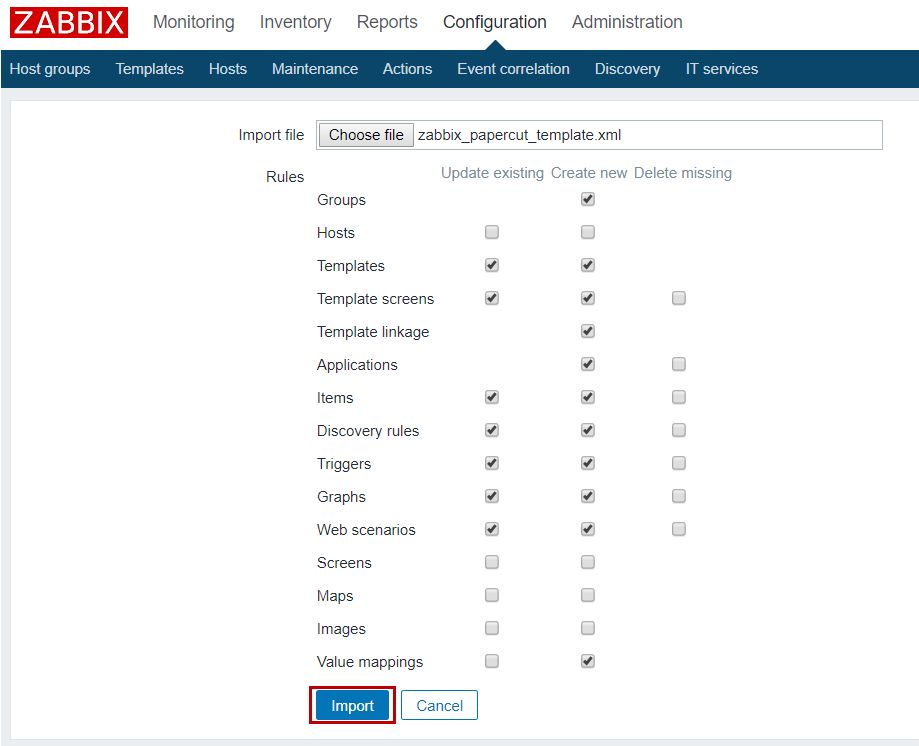 ZABBIX Monitoring Inventory Reports Configuration Administration
Host groups Templates Hosts Maintenance Actions Event correlation Discovery IT services
Import file Choose file zabbix_papercut_template.xml
Rules Update existing Create new Delete missing
Groups
Hosts
Templates
Template screens
Template linkage
Applications
Items
Discovery rules
Triggers
Graphs
Web scenarios
Screens
Maps
Images
Value mappings
Import Cancel